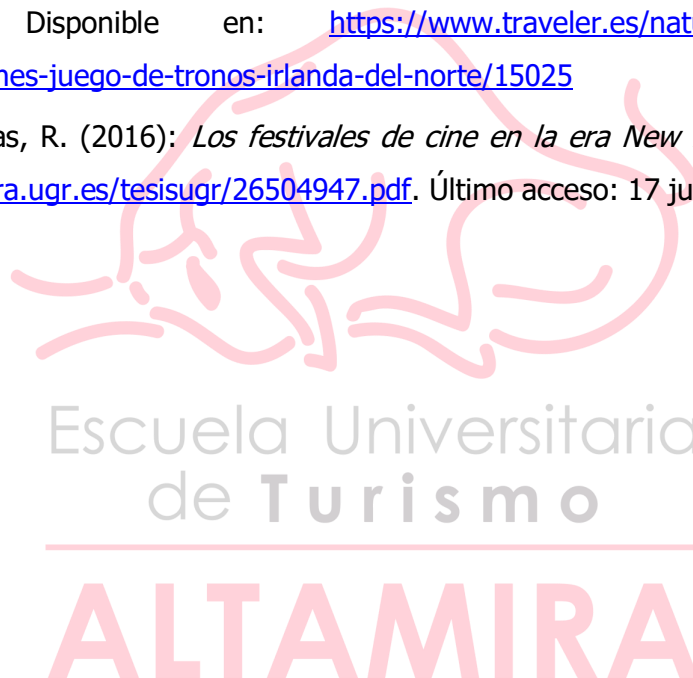 Disponible en: https://www.traveler.es/nat
nes-juego-de-tronos-irlanda-del-norte/15025
as, R. (2016): Los festivales de cine en la era New
ra.ugr.es/tesisugr/26504947.pdf. Último acceso: 17 ju
Escuela Universitaria
de Turismo
ALTAMIRA